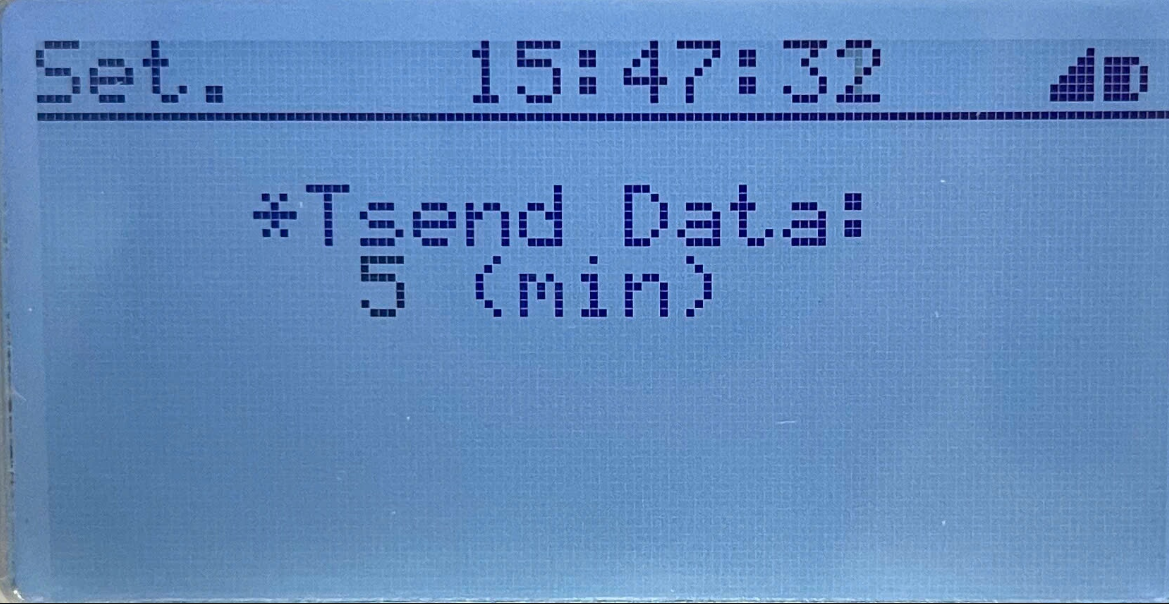 Set. 15:47:32 D
*Tsend Data:
5 (min)